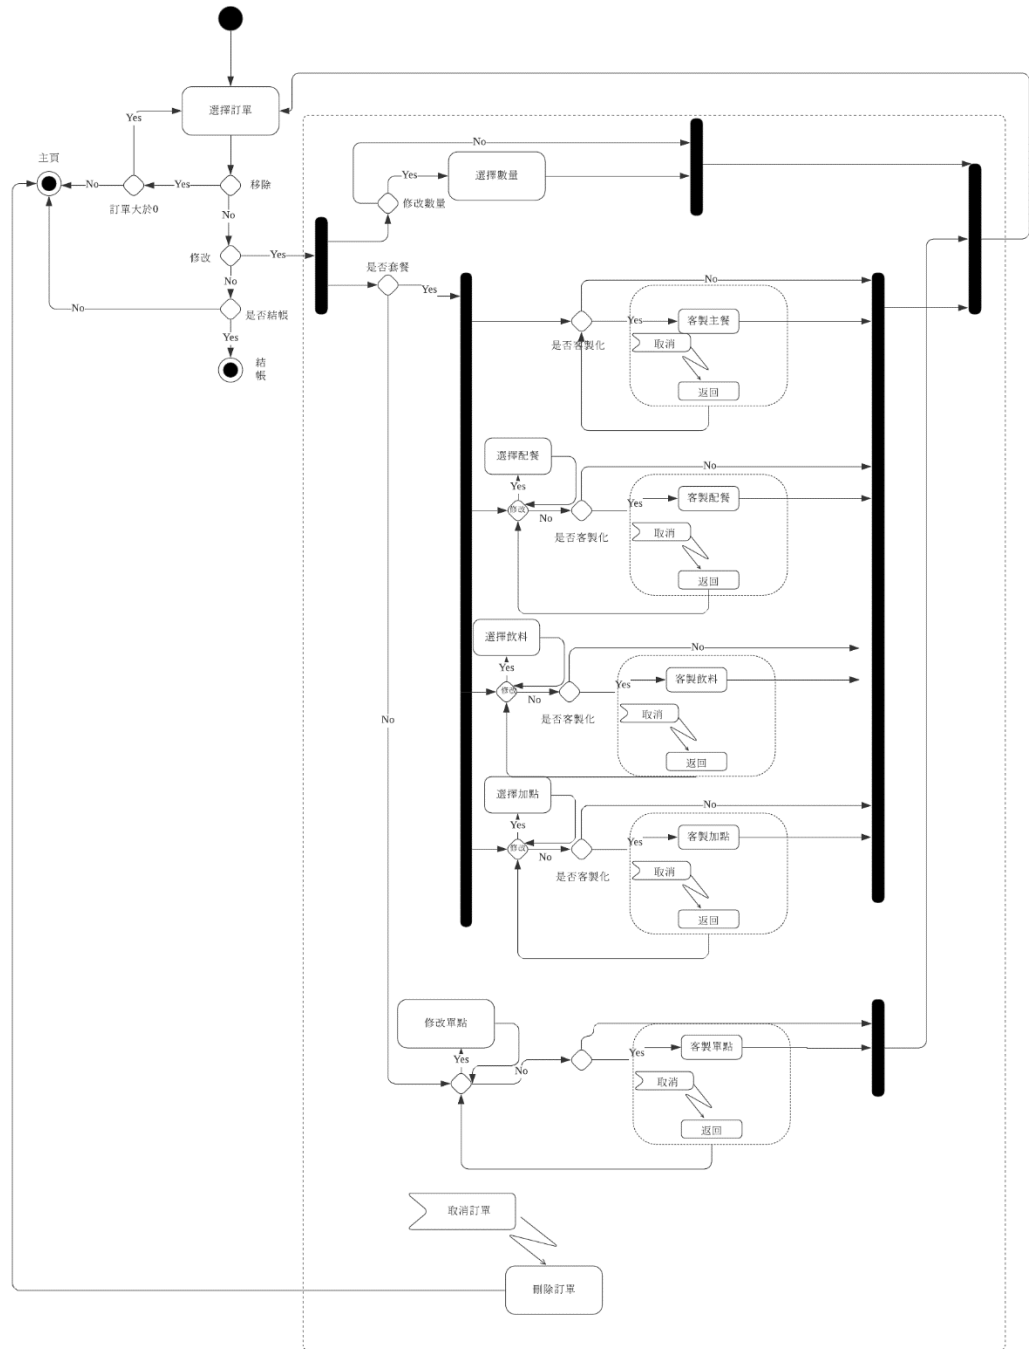 選擇訂單
Yes
主頁
No
Yes
移除
訂單大於0
No
修改
Yes
No
No
是否結帳
Yes
結
帳
No
Yes
選擇數量
修改數量
是否套餐
Yes
No
No
Yes
客製主餐
是否客製化
取消
返回
選擇配餐
Yes
修改
No
是否客製化
No
Yes
客製配餐
取消
返回
選擇飲料
Yes
修改
No
是否客製化
No
Yes
客製飲料
取消
返回
選擇加點
Yes
修改
No
是否客製化
No
Yes
客製加點
取消
返回
修改單點
Yes
No
Yes
客製單點
取消
返回
取消訂單
刪除訂單